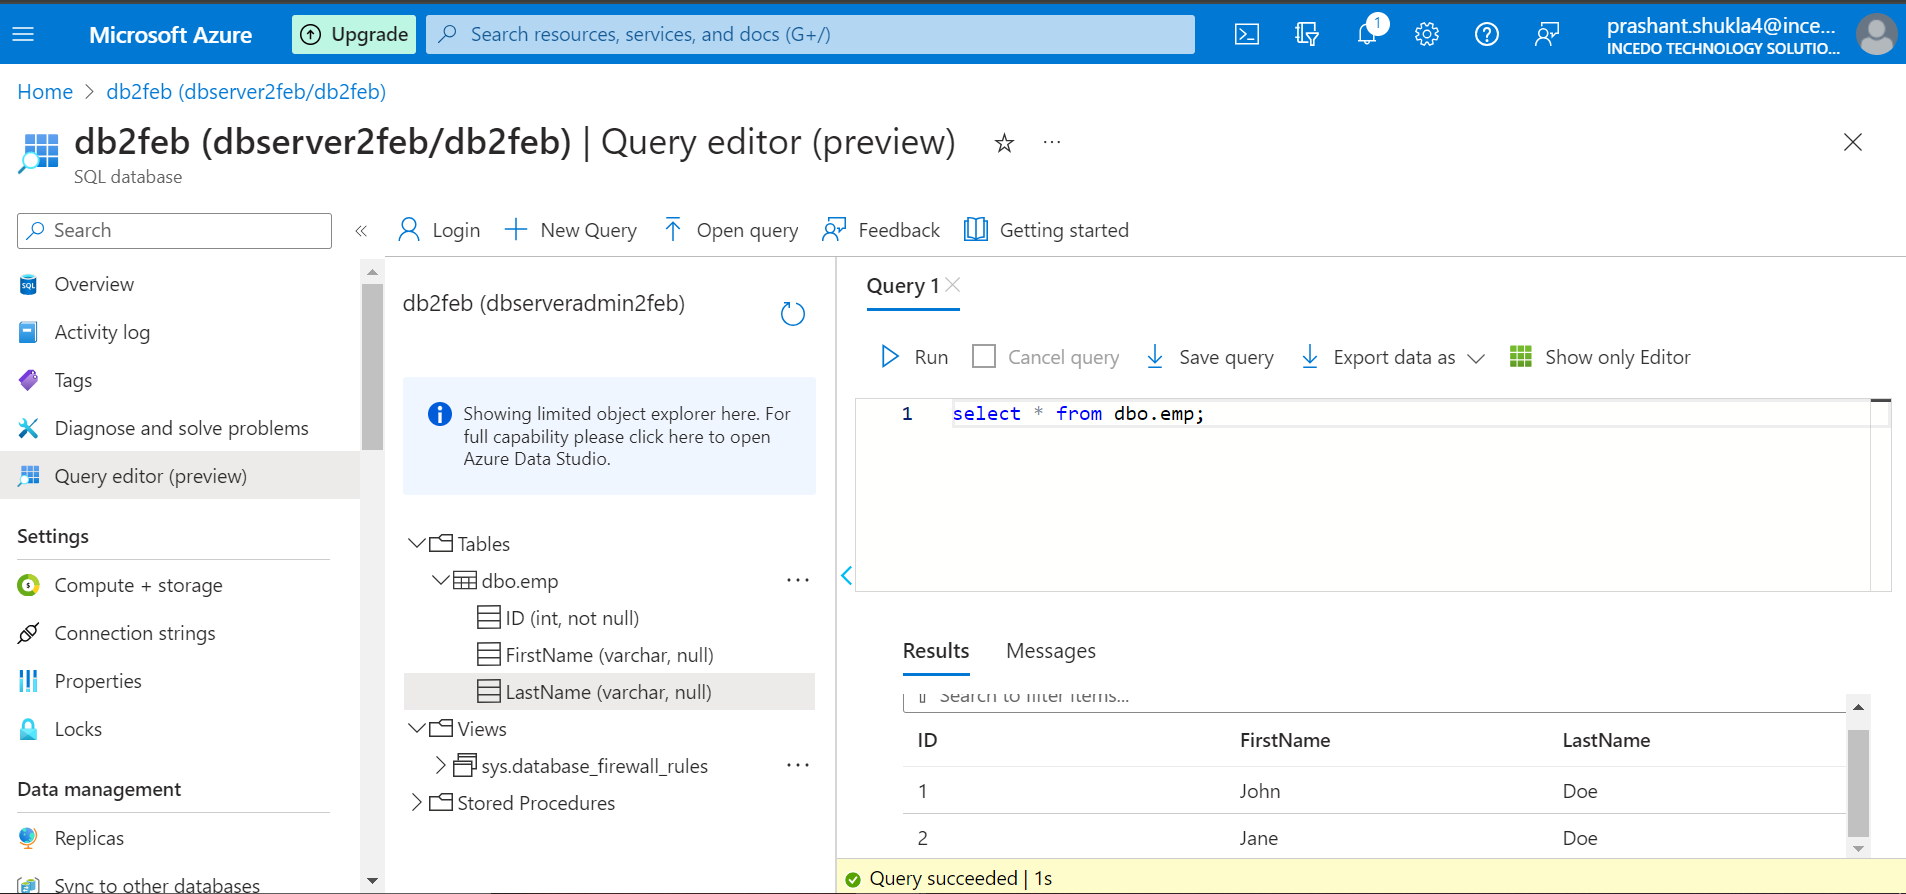 Microsoft Azure
Upgrade
Search resources, services, and docs (G+/)
1
prashant.shukla4@ince...
INCEDO TECHNOLOGY SOLUTIO...
Home > db2feb (dbserver2feb/db2feb)
db2feb (dbserver2feb/db2feb) | Query editor (preview)
SQL database
Search
Overview
Activity log
Tags
Diagnose and solve problems
Query editor (preview)
Settings
Compute + storage
Connection strings
Properties
Locks
Data management
Replicas
Sync to other databases
Login
New Query
Open query
Feedback
Getting started
db2feb (dbserveradmin2feb)
Showing limited object explorer here. For
full capability please click here to open
Azure Data Studio.
Tables
dbo.emp
ID (int, not null)
FirstName (varchar, null)
LastName (varchar, null)
Views
sys.database_firewall_rules
Stored Procedures
Query 1
Run
Cancel query
Save query
Export data as
Show only Editor
1 select * from dbo.emp;
Results Messages
Search to filter items...
ID FirstName LastName
1 John Doe
2 Jane Doe
Query succeeded | 1s